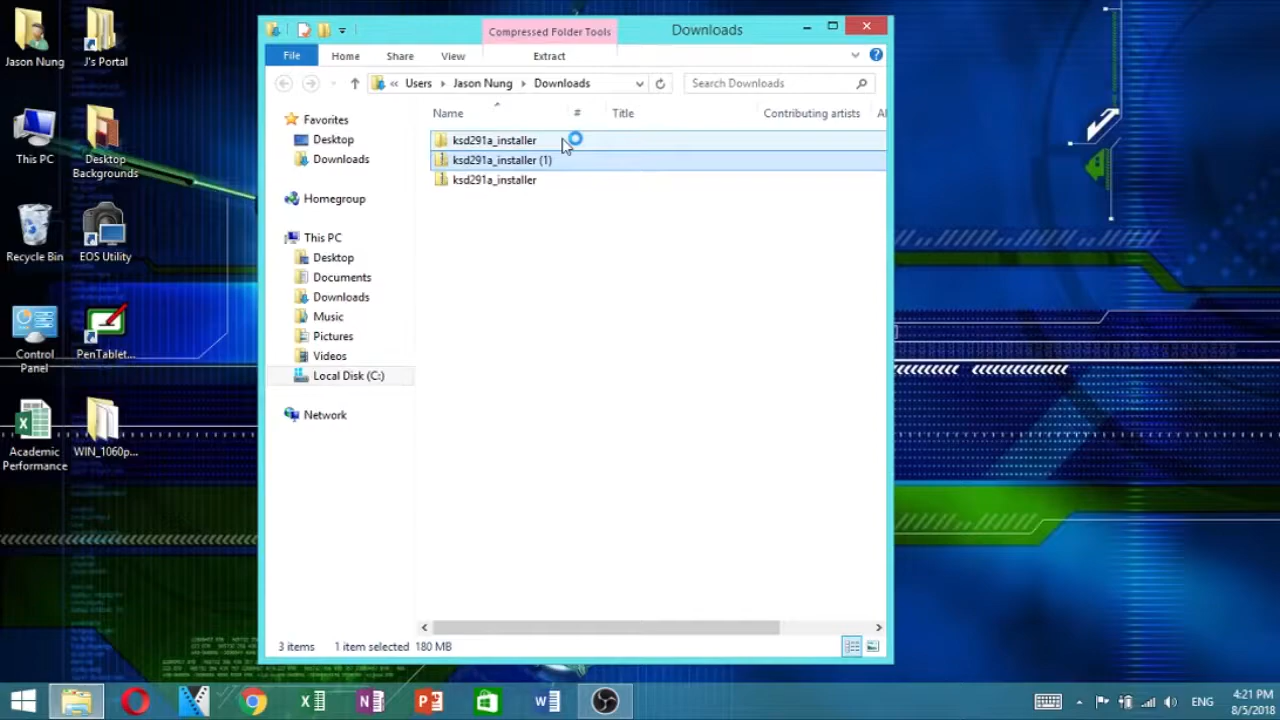 Compressed Folder Tools
Downloads
File
Home
Share
View
Extract
« Users Jason Nung Downloads
Search Downloads
Name
#
Title
Contributing artists
Al
Favorites
Desktop
Downloads
Homegroup
This PC
Desktop
Documents
Downloads
Music
Pictures
Videos
Local Disk (C:)
Network
ksd291a_installer
ksd291a_installer (1)
ksd291a_installer
3 items
1 item selected 180 MB
Jason Nung
J's Portal
This PC
Desktop
Backgrounds
Recycle Bin
EOS Utility
Control
Panel
PenTablet...
Academic
Performance
WIN_1060p...
ENG
4:21 PM
8/5/2018